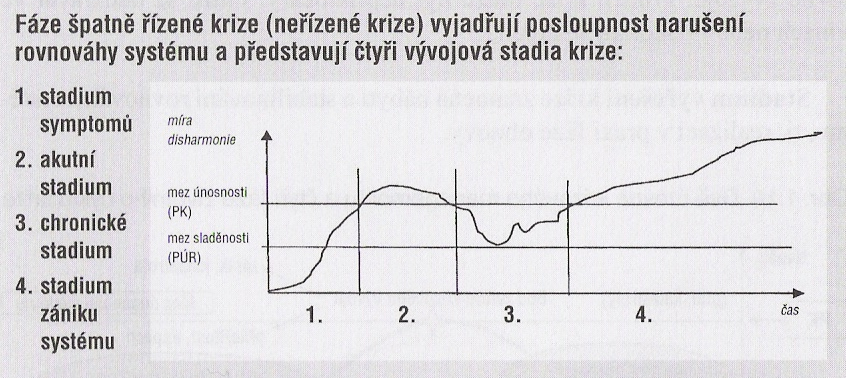 Fáze špatně řízené krize (neřízené krize) vyjadřují posloupnost narušení
rovnováhy systému a představují čtyři vývojová stadia krize:
1. stadium
symptomů
2. akutní
stadium
3. chronické
stadium
4. stadium
zániku
systému
míra
disharmonie
mez únosnosti
(PK)
mez sladěnosti
(PÚR)
1. 2. 3. 4.
čas